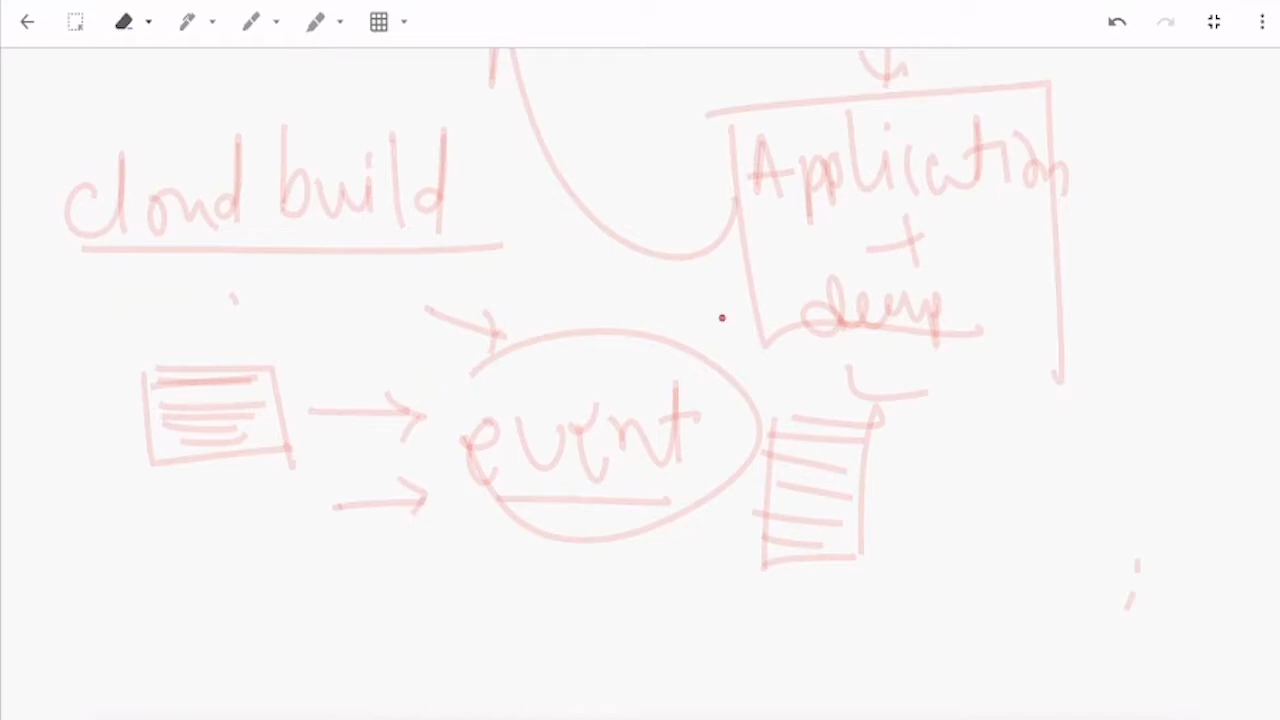 cloud build
Application
+
event